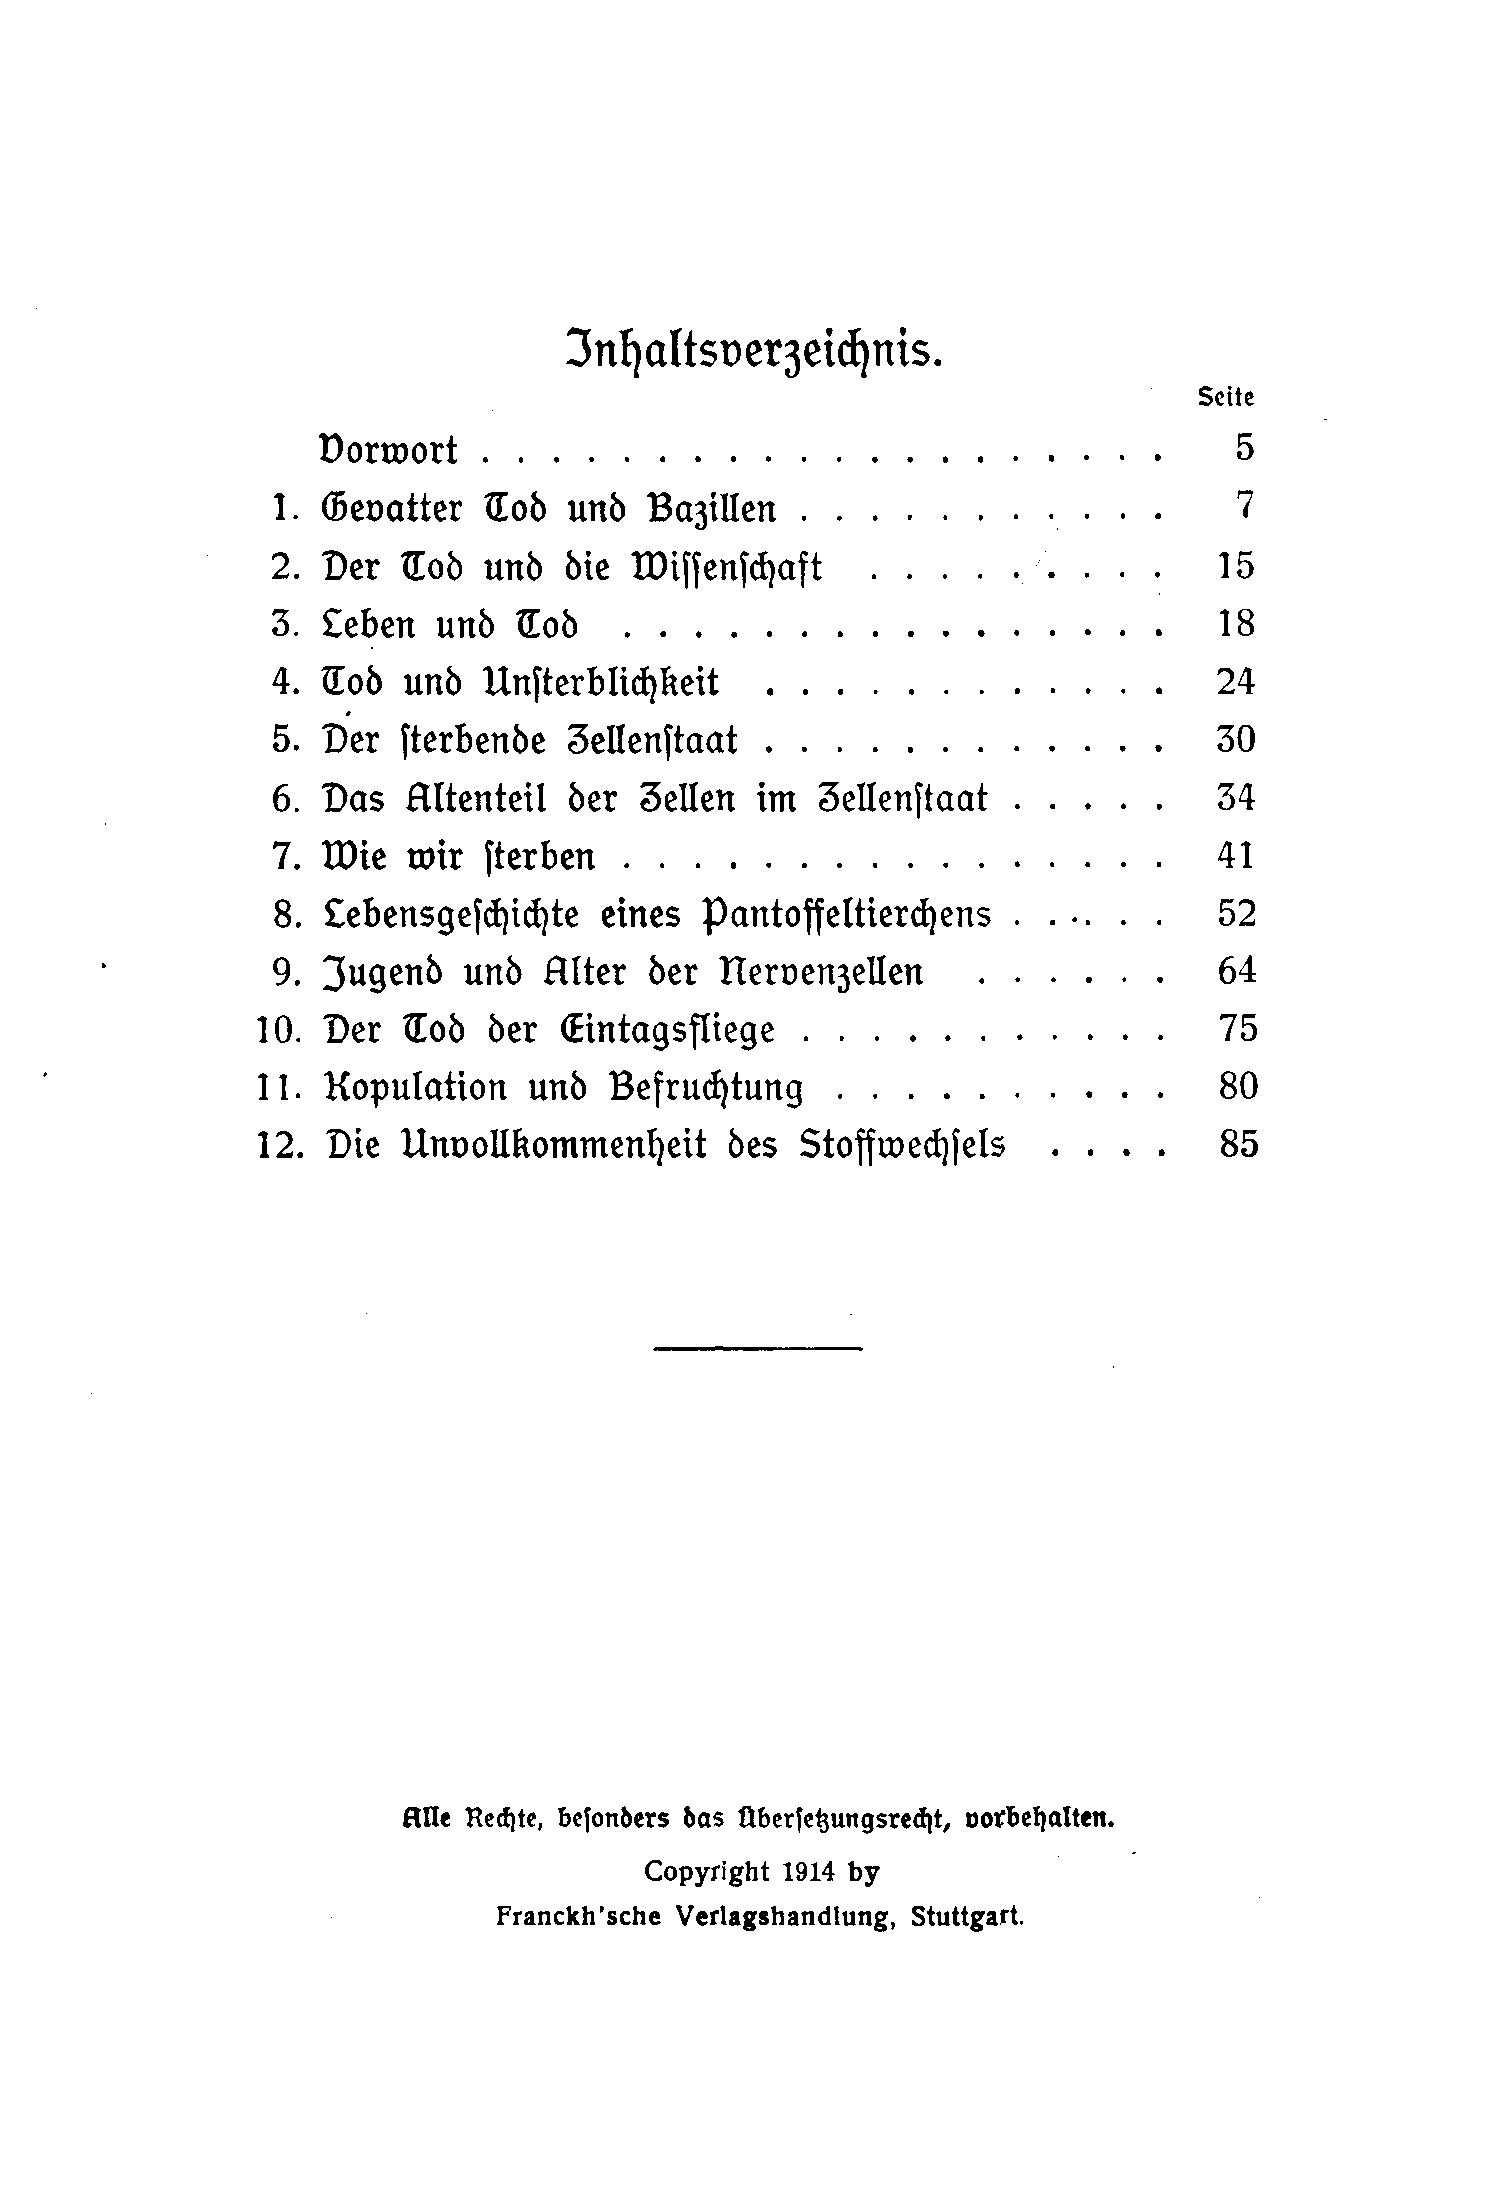 Inhaltsverzeichnis.
Seite
Vorwort . . . . . . . . . . . . . . . . . . . . 5
1. Gevatter Tod und Bazillen . . . . . . . . . . . 7
2. Der Tod und die Wiſſenſchaft . . . . . . . . . 15
3. Leben und Tod . . . . . . . . . . . . . . . . 18
4. Tod und Unſterblichkeit . . . . . . . . . . . . 24
5. Der ſterbende Zellenſtaat . . . . . . . . . . . . 30
6. Das Altenteil der Zellen im Zellenſtaat . . . . . 34
7. Wie wir ſterben . . . . . . . . . . . . . . . . 41
8. Lebensgeſchichte eines Pantoffeltierchens . . . . . 52
9. Jugend und Alter der Nervenzellen . . . . . . 64
10. Der Tod der Eintagsfliege . . . . . . . . . . . 75
11. Kopulation und Befruchtung . . . . . . . . . . 80
12. Die Unvollkommenheit des Stoffwechſels . . . . 85
Alle Rechte, beſonders das Überſetzungsrecht, vorbehalten.
Copyright 1914 by
Franckh'sche Verlagshandlung, Stuttgart.